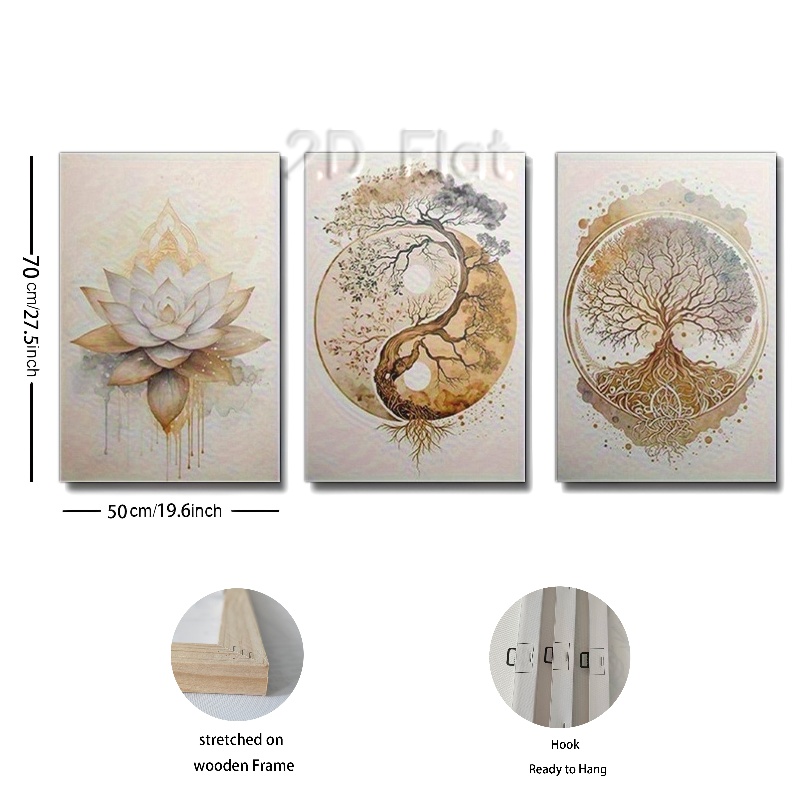 2D Flat
70 cm/27.5inch
50 cm/19.6inch
stretched on
wooden Frame
Hook
Ready to Hang